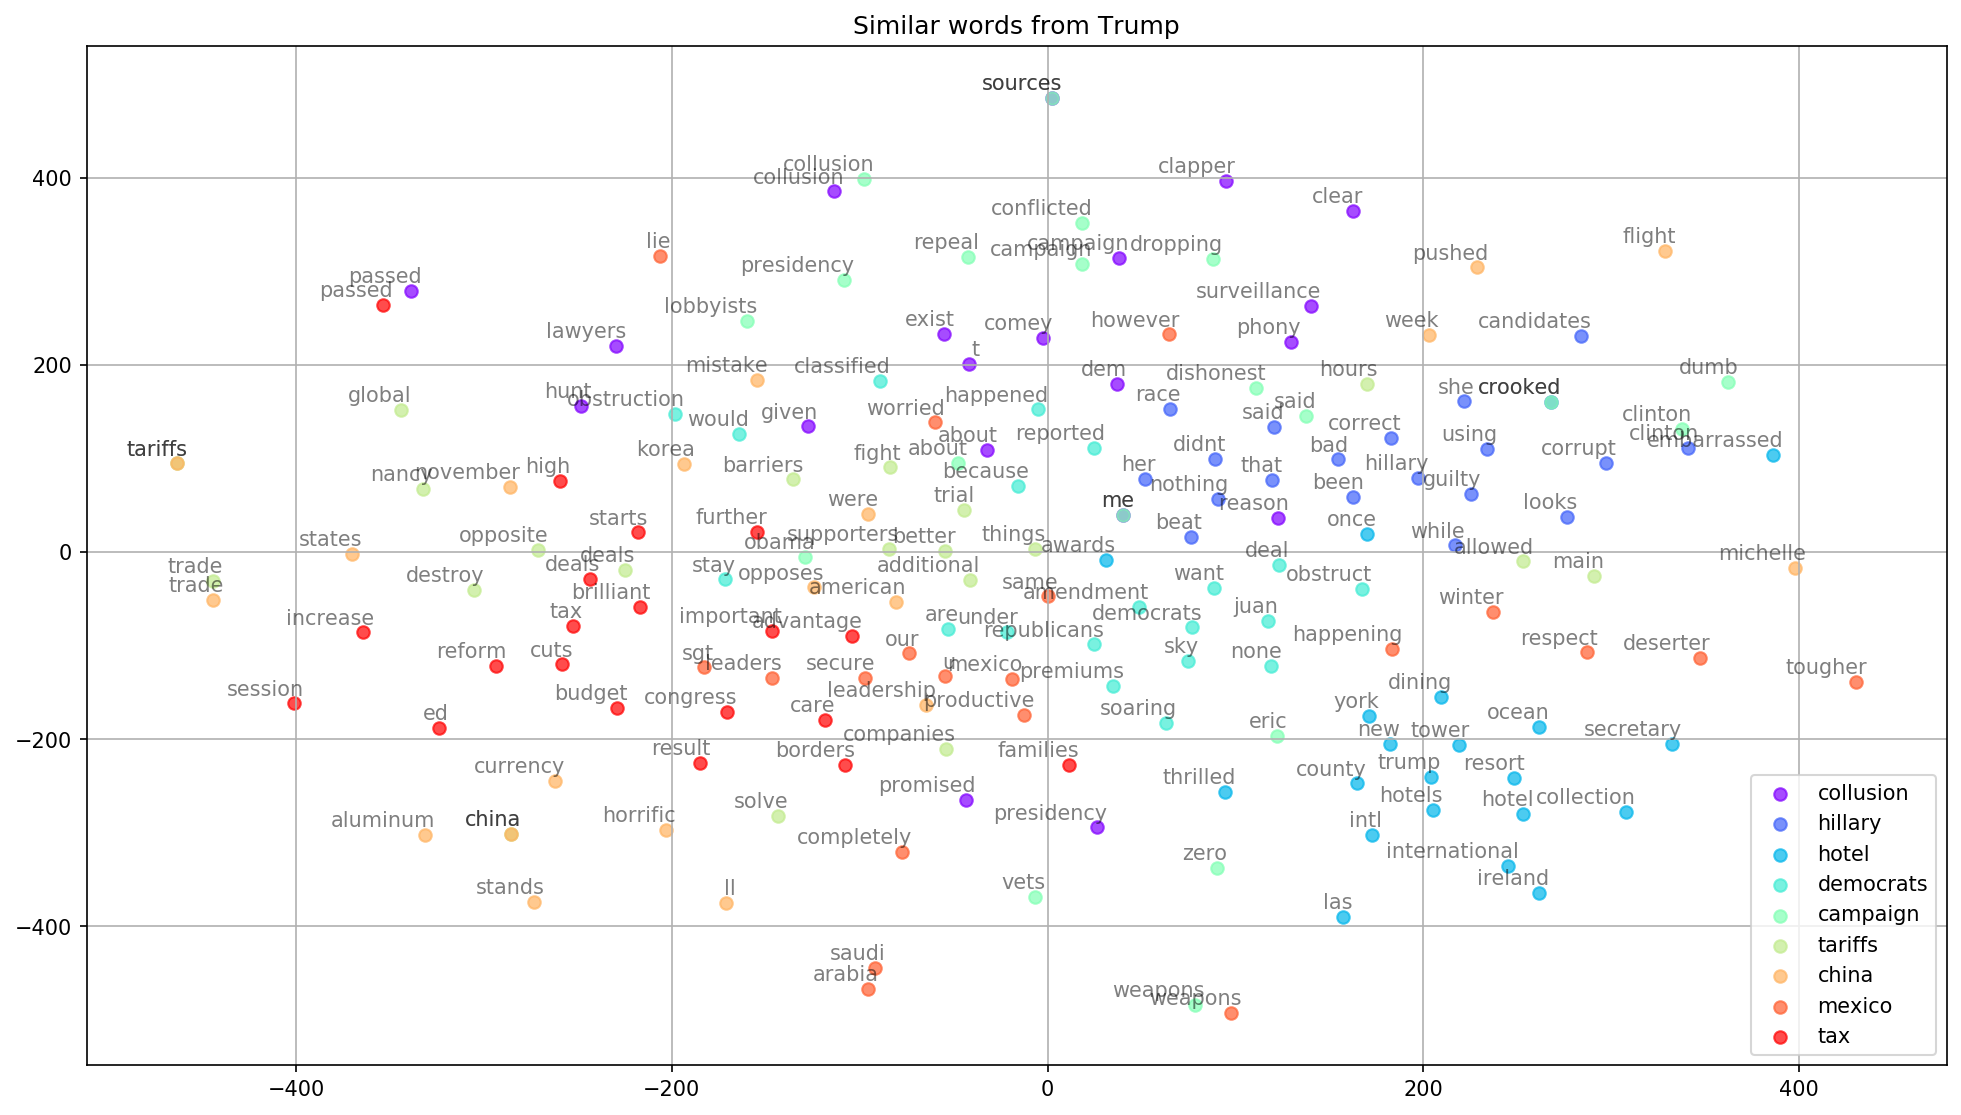 Similar words from Trump
sources
collusion
collusion
clapper
clear
conflicted
campaign
campaign
dropping
repeal
lie
flight
pushed
presidency
passed
passed
lobbyists
surveillance
lawyers
exist
comey
however
phony
week
candidates
t
mistake
classified
dem
dishonest
hours
dumb
she
crooked
global
hunt
obstruction
would
given
worried
happened
race
said
said
correct
clinton
clinton
embarrassed
tariffs
korea
about
about
reported
didnt
bad
using
corrupt
nancy
november
high
barriers
fight
because
her
that
hillary
guilty
nothing
been
were
trial
me
reason
looks
starts
further
beat
once
while
states
opposite
obama
supporters
better
things
awards
deal
allowed
main
michelle
trade
trade
deals
deals
destroy
stay
opposes
additional
want
obstruct
brilliant
american
same
amendment
winter
increase
tax
important
advantage
are
under
democrats
juan
republicans
happening
respect
deserter
reform
cuts
sgt
leaders
our
secure
u
mexico
sky
none
tougher
premiums
session
budget
congress
leadership
dining
ed
care
productive
soaring
york
ocean
companies
eric
new
tower
secretary
result
borders
families
currency
promised
thrilled
county
trump
resort
aluminum
china
horrific
solve
presidency
hotels
hotel
collection
completely
intl
zero
international
stands
ll
vets
ireland
las
saudi
arabia
weapons
weapons
400
200
0
−200
−400
−400
−200
0
200
400
collusion
hillary
hotel
democrats
campaign
tariffs
china
mexico
tax